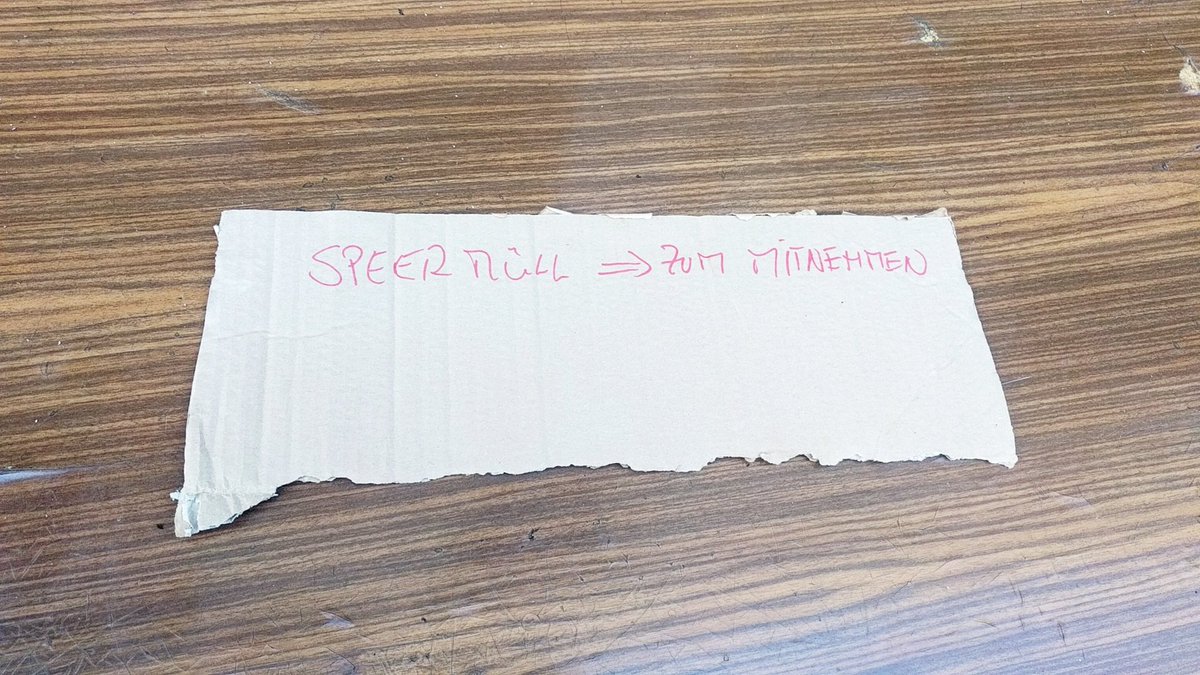 SPEERMÜLL ⇒ ZUM MITNEHMEN